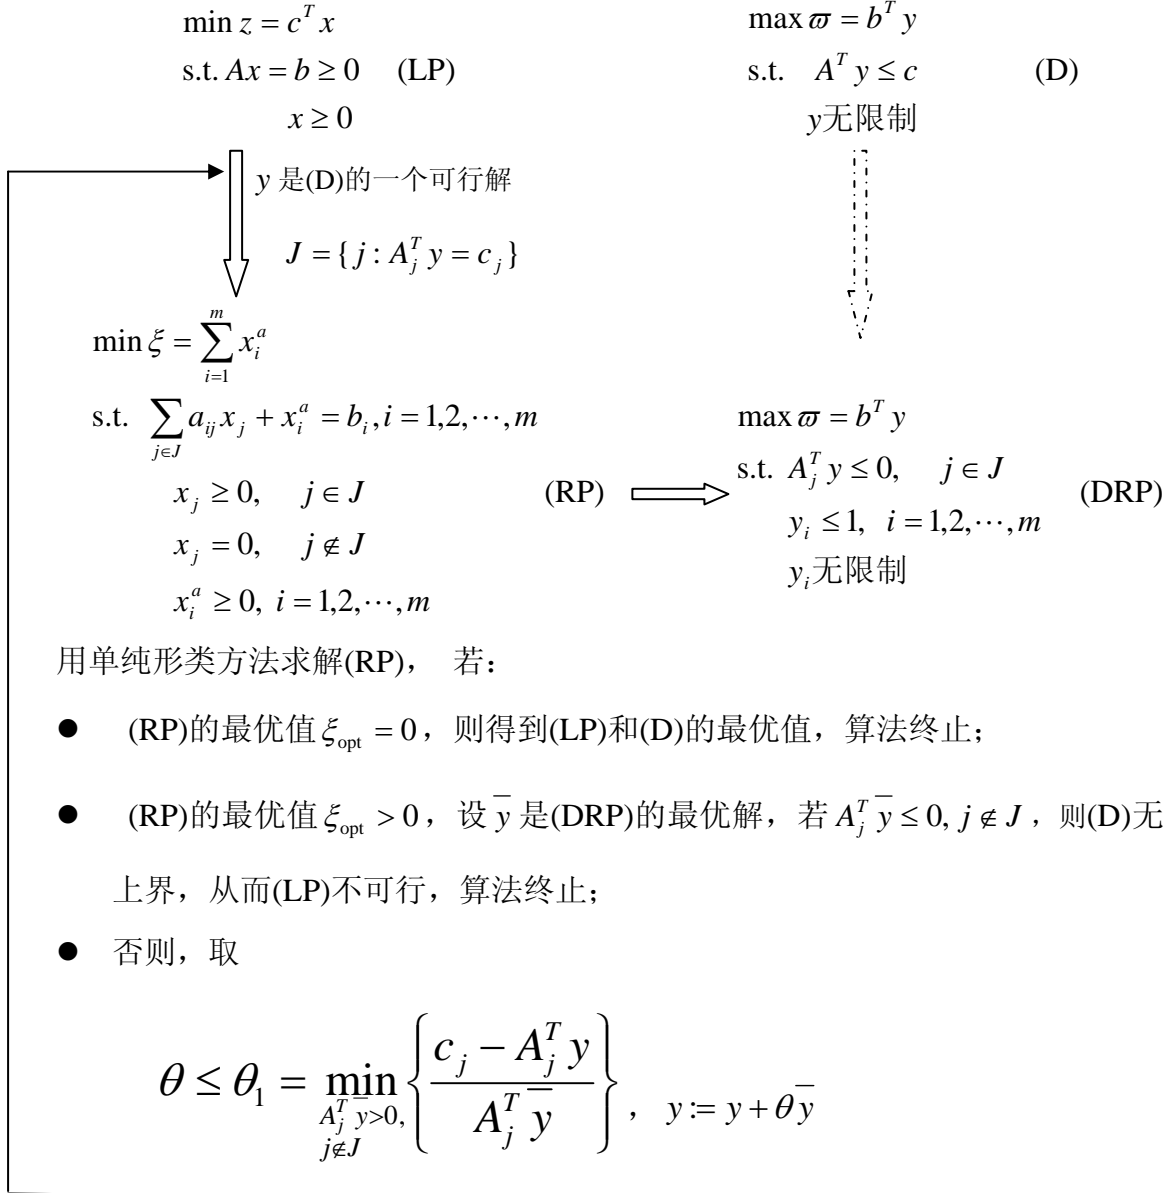 min z = c^T x
s.t. Ax = b ≥ 0 (LP)
x ≥ 0
max ϖ = b^T y
s.t. A^T y ≤ c (D)
y无限制
y 是(D)的一个可行解
J = {j : A_j^T y = c_j}
min ξ = ∑_{i=1}^{m} x_i^a
s.t. ∑_{j∈J} a_{ij} x_j + x_i^a = b_i, i = 1,2,⋯,m
x_j ≥ 0, j ∈ J (RP)
x_j = 0, j ∉ J
x_i^a ≥ 0, i = 1,2,⋯,m
max ϖ = b^T y
s.t. A_j^T y ≤ 0, j ∈ J (DRP)
y_i ≤ 1, i = 1,2,⋯,m
y_i无限制
用单纯形类方法求解(RP)， 若：
● (RP)的最优值 ξ_opt = 0，则得到(LP)和(D)的最优值，算法终止；
● (RP)的最优值 ξ_opt > 0，设 y̅ 是(DRP)的最优解，若 A_j^T y̅ ≤ 0, j ∉ J，则(D)无
上界，从而(LP)不可行，算法终止；
● 否则，取
θ ≤ θ_1 = min_{A_j^T y̅>0, j∉J} { (c_j − A_j^T y) / (A_j^T y̅) }， y := y + θy̅